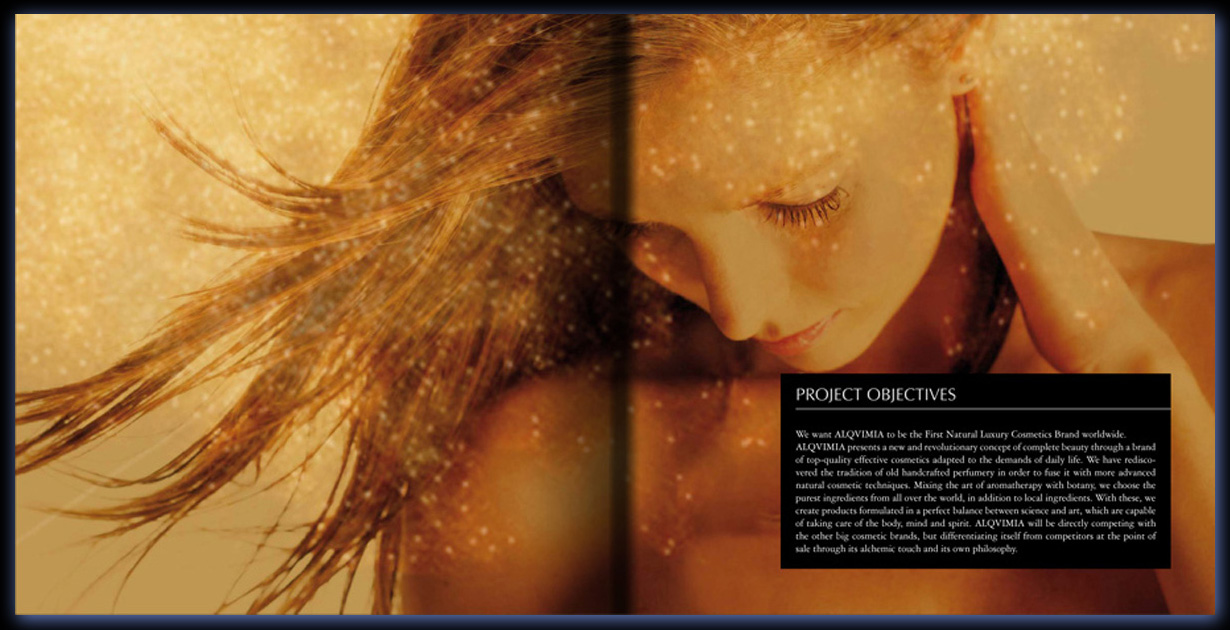 PROJECT OBJECTIVES
We want ALQVIMIA to be the First Natural Luxury Cosmetics Brand worldwide.
ALQVIMIA presents a new and revolutionary concept of complete beauty through a brand
of top-quality effective cosmetics adapted to the demands of daily life. We have redisco-
vered the tradition of old handcrafted perfumery in order to fuse it with more advanced
natural cosmetic techniques. Mixing the art of aromatherapy with botany, we choose the
purest ingredients from all over the world, in addition to local ingredients. With these, we
create products formulated in a perfect balance between science and art, which are capable
of taking care of the body, mind and spirit. ALQVIMIA will be directly competing with
the other big cosmetic brands, but differentiating itself from competitors at the point of
sale through its alchemic touch and its own philosophy.